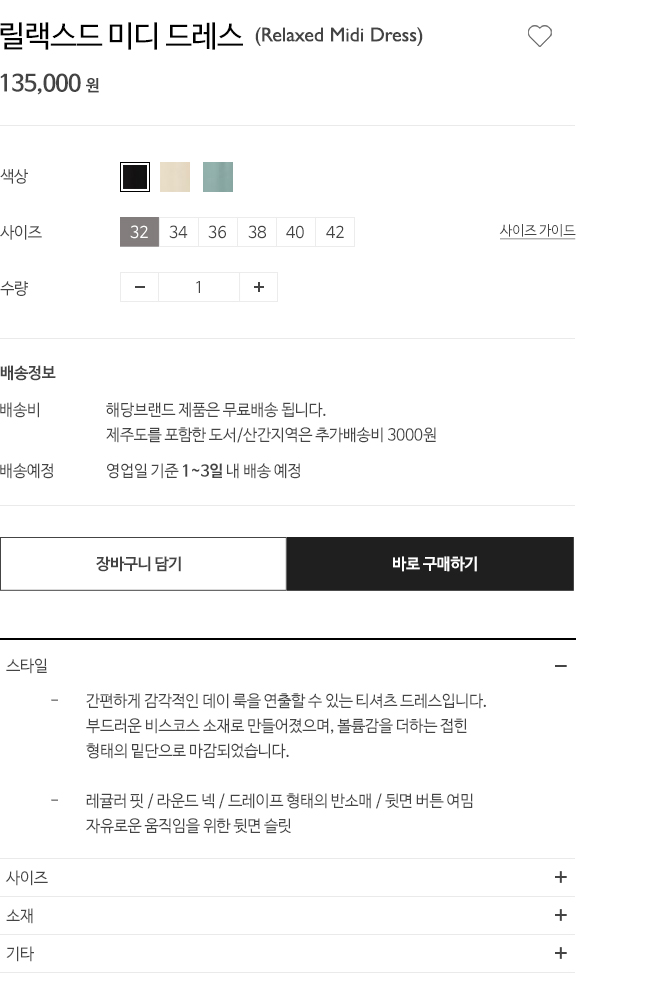 릴랙스드 미디 드레스 (Relaxed Midi Dress)
135,000 원
색상
사이즈 32 34 36 38 40 42 사이즈 가이드
수량 − 1 +
배송정보
배송비 해당브랜드 제품은 무료배송 됩니다.
제주도를 포함한 도서/산간지역은 추가배송비 3000원
배송예정 영업일 기준 1~3일 내 배송 예정
장바구니 담기 바로 구매하기
스타일 −
- 간편하게 감각적인 데이 룩을 연출할 수 있는 티셔츠 드레스입니다.
부드러운 비스코스 소재로 만들어졌으며, 볼륨감을 더하는 접힌
형태의 밑단으로 마감되었습니다.
- 레귤러 핏 / 라운드 넥 / 드레이프 형태의 반소매 / 뒷면 버튼 여밈
자유로운 움직임을 위한 뒷면 슬릿
사이즈 +
소재 +
기타 +